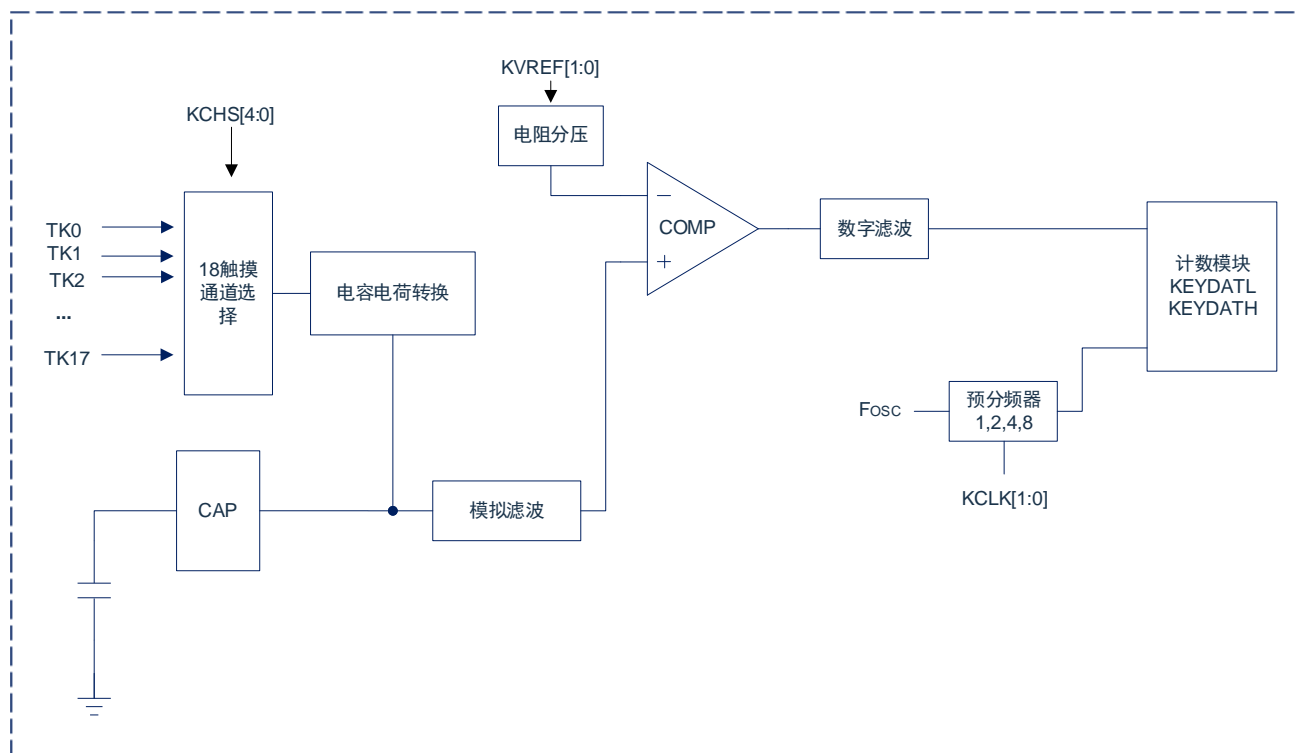 KVREF[1:0]
电阻分压
KCHS[4:0]
TK0
TK1
TK2
...
TK17
18触摸
通道选
择
电容电荷转换
−
COMP
+
数字滤波
计数模块
KEYDATL
KEYDATH
Fosc
预分频器
1,2,4,8
KCLK[1:0]
CAP
模拟滤波